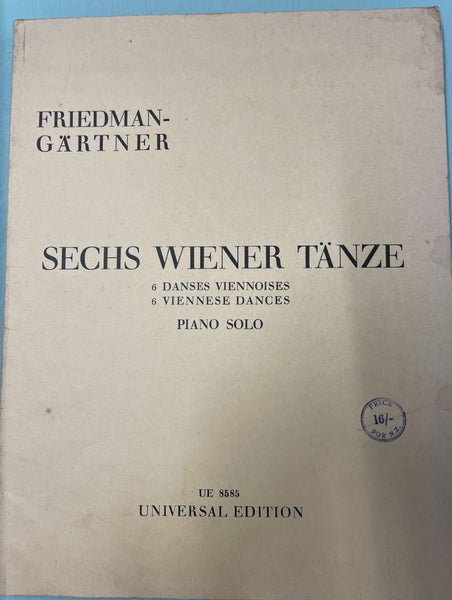 FRIEDMAN-
GÄRTNER
SECHS WIENER TÄNZE
6 DANSES VIENNOISES
6 VIENNESE DANCES
PIANO SOLO
PRICE
16/-
FOR N.Z.
UE 8585
UNIVERSAL EDITION